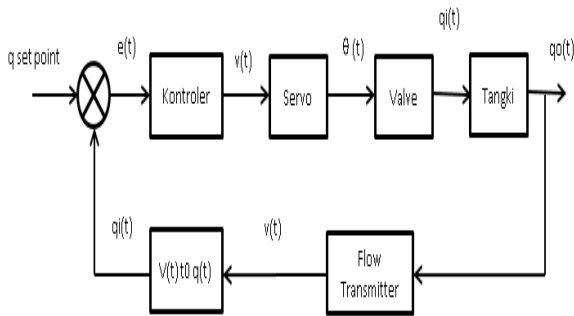 qi(t)
q set point
e(t)
v(t)
θ (t)
qo(t)
Kontroler
Servo
Valve
Tangki
qi(t)
v(t)
V(t) t0 q(t)
Flow
Transmitter